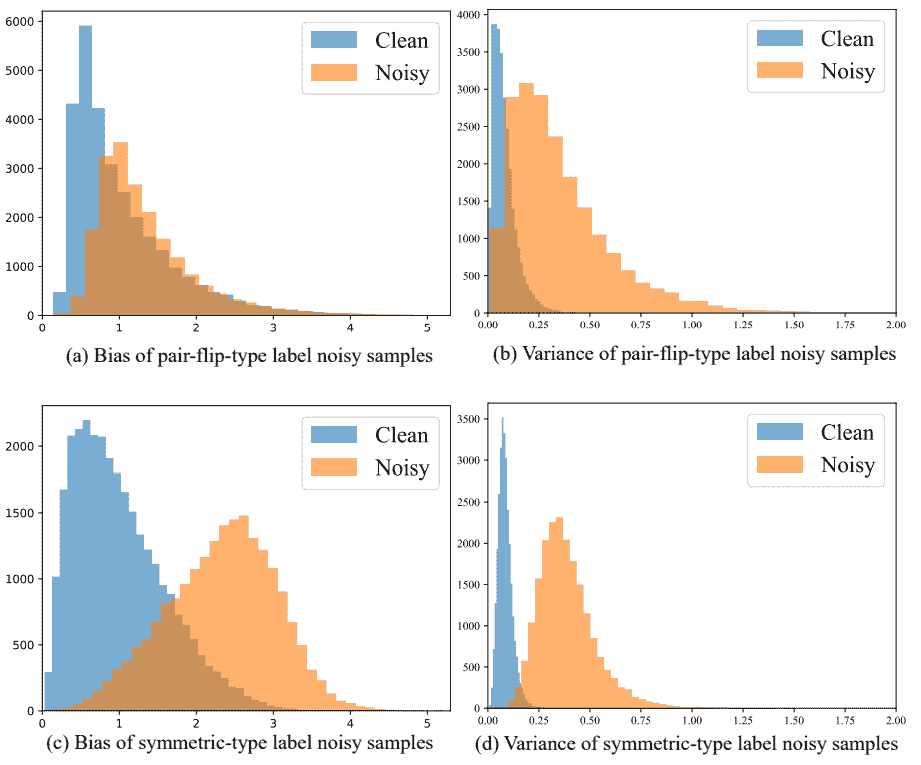 6000
5000
4000
3000
2000
1000
0
0 1 2 3 4 5
Clean
Noisy
(a) Bias of pair-flip-type label noisy samples
4000
3500
3000
2500
2000
1500
1000
500
0
0.00 0.25 0.50 0.75 1.00 1.25 1.50 1.75 2.00
Clean
Noisy
(b) Variance of pair-flip-type label noisy samples
2000
1500
1000
500
0
0 1 2 3 4 5
Clean
Noisy
(c) Bias of symmetric-type label noisy samples
3500
3000
2500
2000
1500
1000
500
0
0.00 0.25 0.50 0.75 1.00 1.25 1.50 1.75 2.00
Clean
Noisy
(d) Variance of symmetric-type label noisy samples